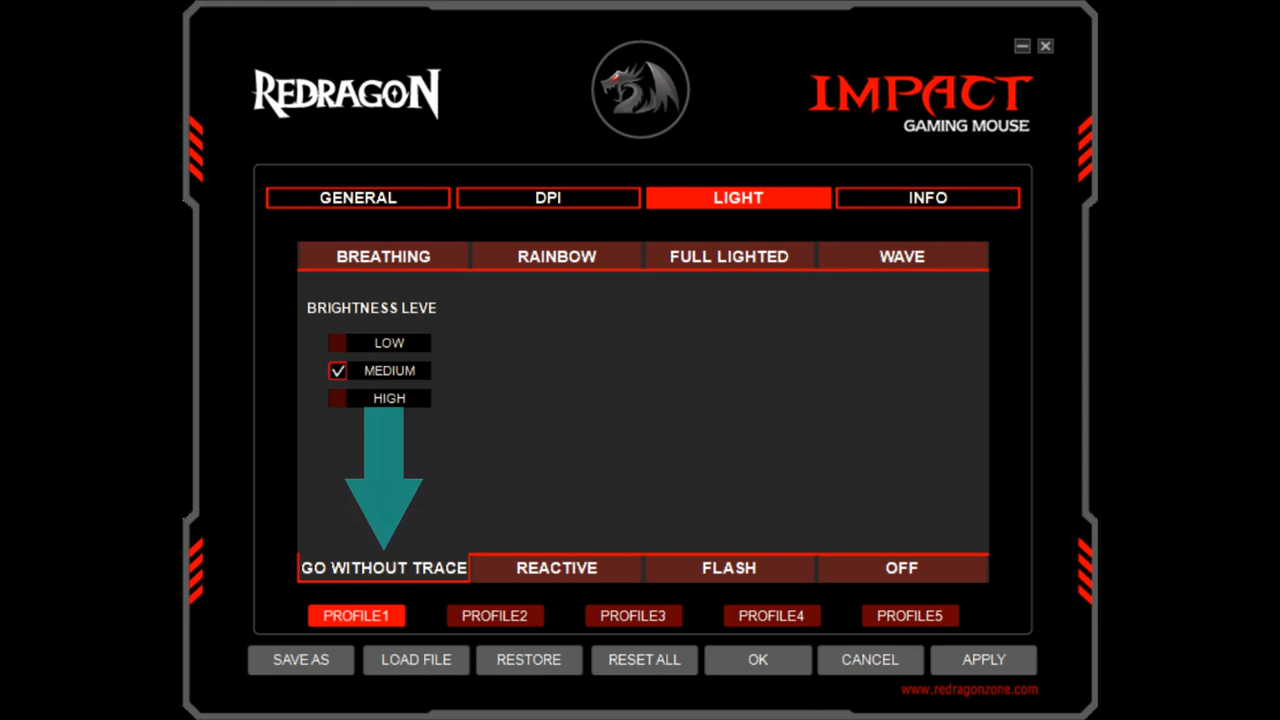 REDRAGON
IMPACT
GAMING MOUSE
GENERAL DPI LIGHT INFO
BREATHING RAINBOW FULL LIGHTED WAVE
BRIGHTNESS LEVE
LOW
MEDIUM
HIGH
GO WITHOUT TRACE REACTIVE FLASH OFF
PROFILE1 PROFILE2 PROFILE3 PROFILE4 PROFILE5
SAVE AS LOAD FILE RESTORE RESET ALL OK CANCEL APPLY
www.redragonzone.com